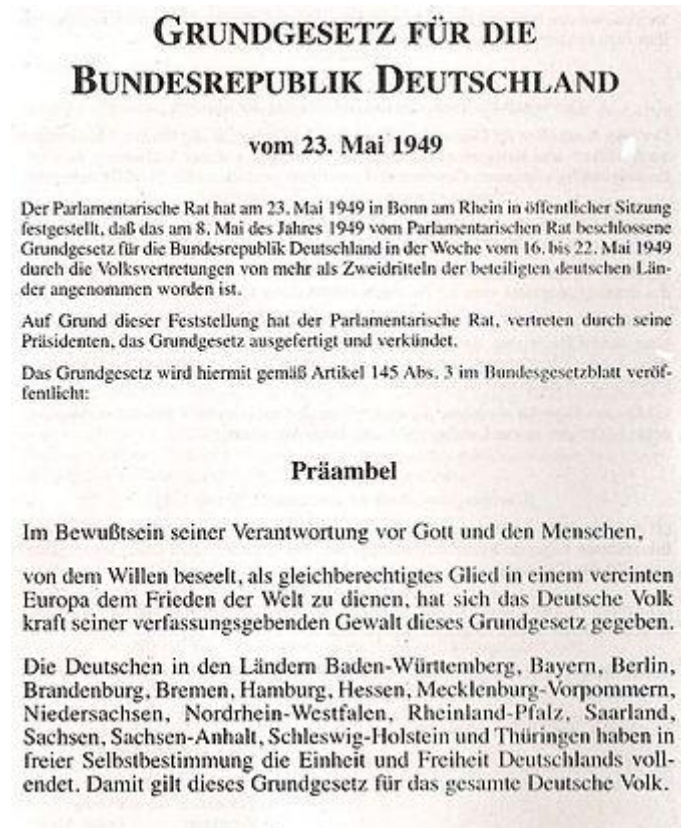 GRUNDGESETZ FÜR DIE
BUNDESREPUBLIK DEUTSCHLAND
vom 23. Mai 1949
Der Parlamentarische Rat hat am 23. Mai 1949 in Bonn am Rhein in öffentlicher Sitzung
festgestellt, daß das am 8. Mai des Jahres 1949 vom Parlamentarischen Rat beschlossene
Grundgesetz für die Bundesrepublik Deutschland in der Woche vom 16. bis 22. Mai 1949
durch die Volksvertretungen von mehr als Zweidritteln der beteiligten deutschen Län-
der angenommen worden ist.
Auf Grund dieser Feststellung hat der Parlamentarische Rat, vertreten durch seine
Präsidenten, das Grundgesetz ausgefertigt und verkündet.
Das Grundgesetz wird hiermit gemäß Artikel 145 Abs. 3 im Bundesgesetzblatt veröf-
fentlicht:
Präambel
Im Bewußtsein seiner Verantwortung vor Gott und den Menschen,
von dem Willen beseelt, als gleichberechtigtes Glied in einem vereinten
Europa dem Frieden der Welt zu dienen, hat sich das Deutsche Volk
kraft seiner verfassungsgebenden Gewalt dieses Grundgesetz gegeben.
Die Deutschen in den Ländern Baden-Württemberg, Bayern, Berlin,
Brandenburg, Bremen, Hamburg, Hessen, Mecklenburg-Vorpommern,
Niedersachsen, Nordrhein-Westfalen, Rheinland-Pfalz, Saarland,
Sachsen, Sachsen-Anhalt, Schleswig-Holstein und Thüringen haben in
freier Selbstbestimmung die Einheit und Freiheit Deutschlands voll-
endet. Damit gilt dieses Grundgesetz für das gesamte Deutsche Volk.